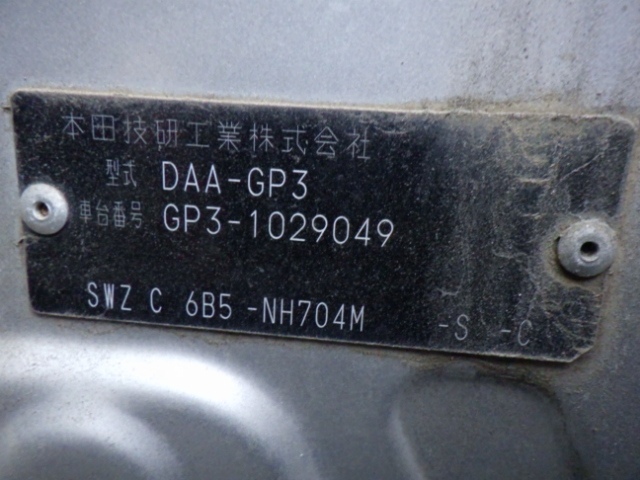 本田技研工業株式会社
型式 DAA-GP3
車台番号 GP3-1029049
SWZ C 6B5 -NH704M -S -C